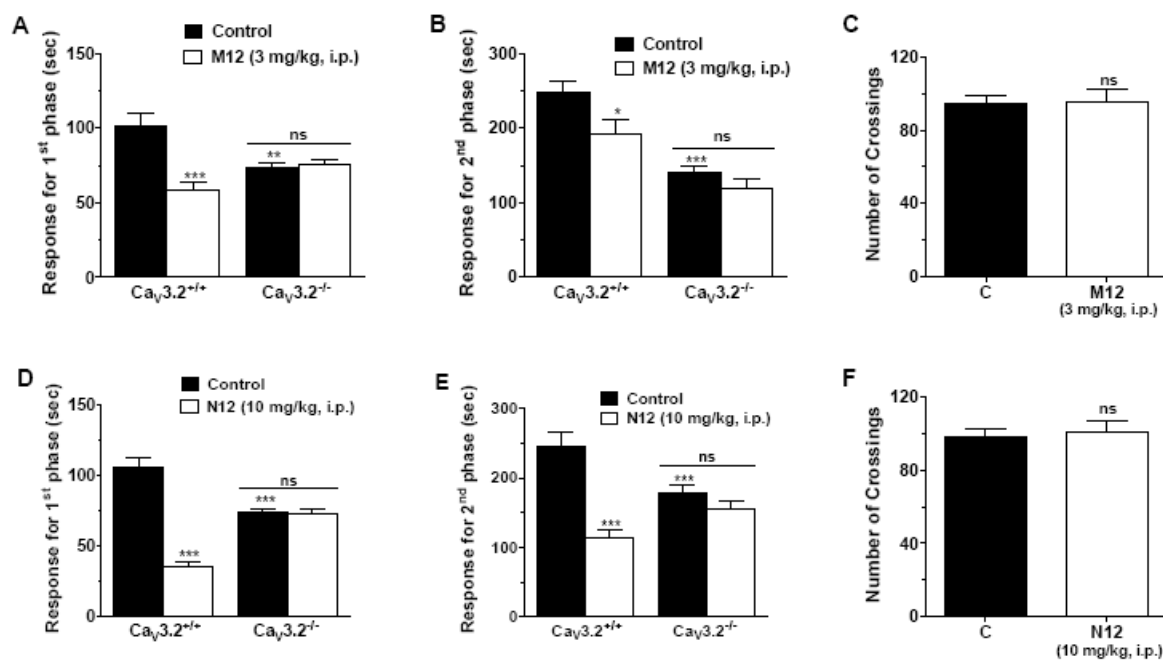 A
Control
M12 (3 mg/kg, i.p.)
Response for 1st phase (sec)
150
100
50
0
***
**
ns
CaV3.2+/+
CaV3.2-/-
B
Control
M12 (3 mg/kg, i.p.)
Response for 2nd phase (sec)
300
200
100
0
*
***
ns
CaV3.2+/+
CaV3.2-/-
C
Number of Crossings
120
80
40
0
ns
C
M12
(3 mg/kg, i.p.)
D
Control
N12 (10 mg/kg, i.p.)
Response for 1st phase (sec)
150
100
50
0
***
***
ns
CaV3.2+/+
CaV3.2-/-
E
Control
N12 (10 mg/kg, i.p.)
Response for 2nd phase (sec)
300
200
100
0
***
***
ns
CaV3.2+/+
CaV3.2-/-
F
Number of Crossings
120
80
40
0
ns
C
N12
(10 mg/kg, i.p.)